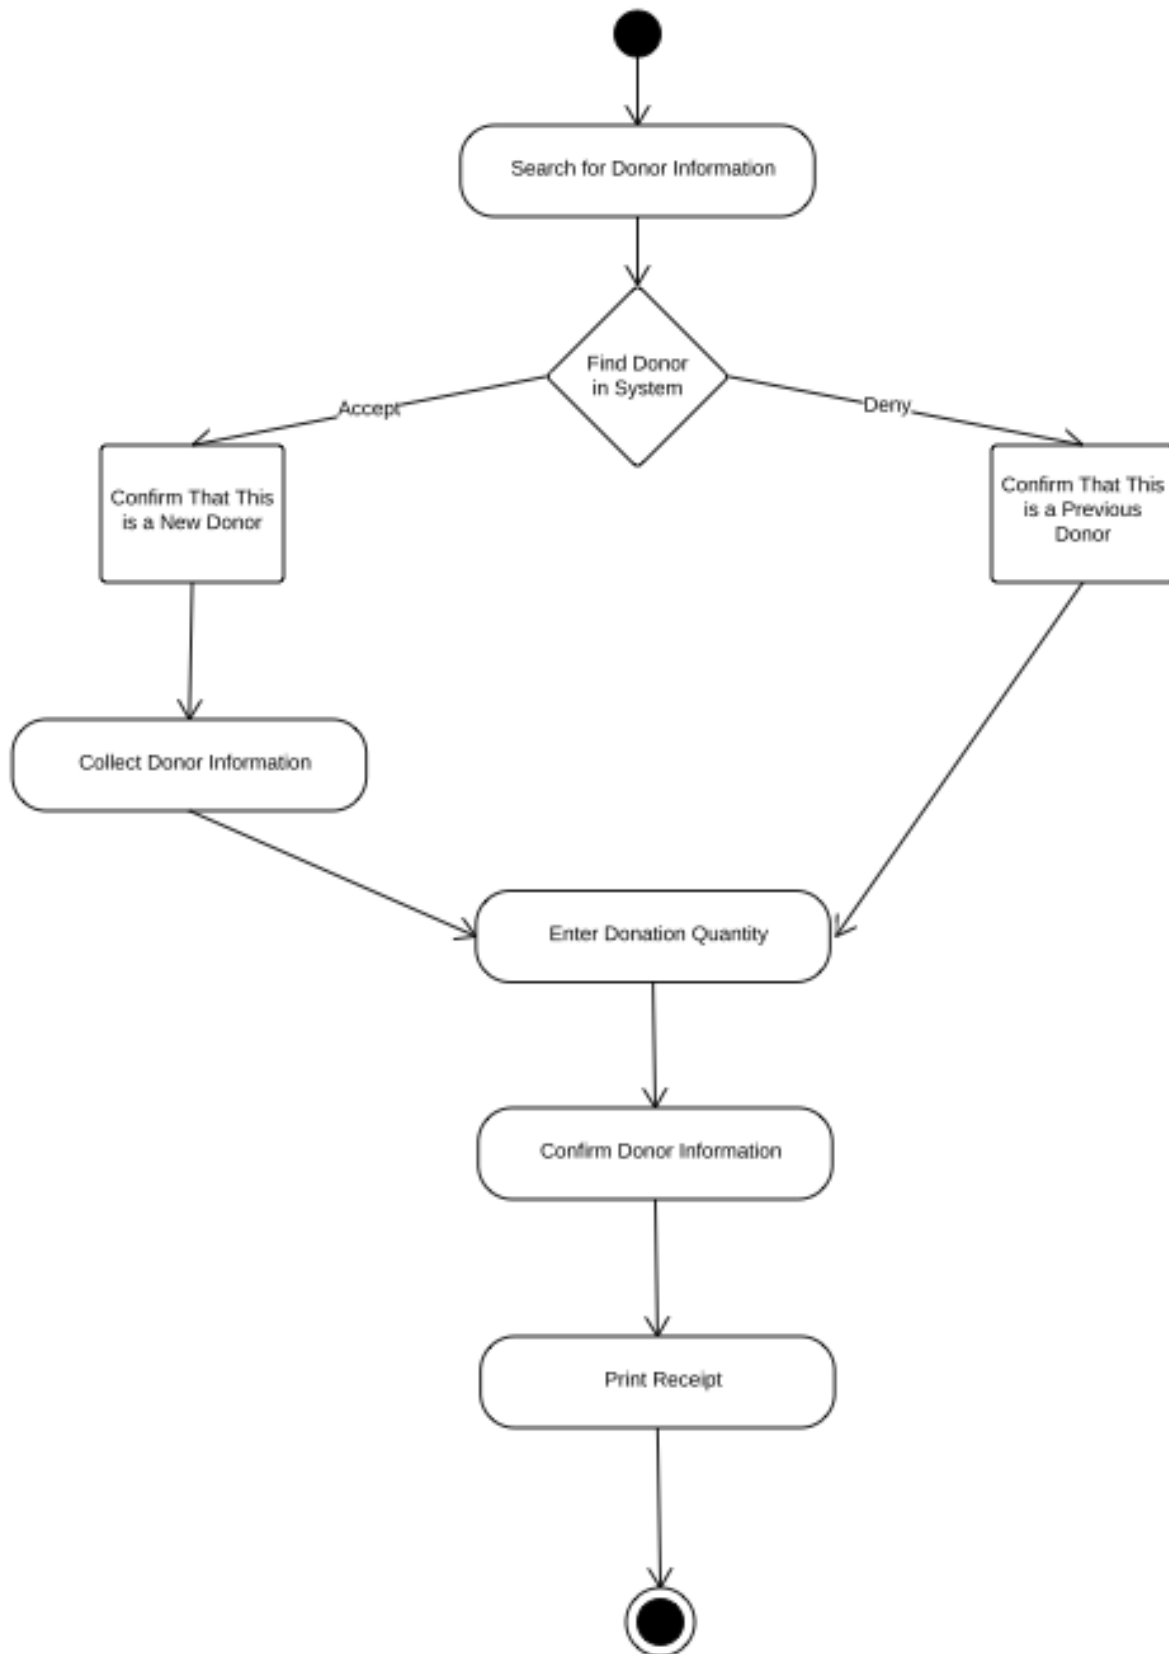 Search for Donor Information
Find Donor
in System
Accept
Deny
Confirm That This
is a New Donor
Confirm That This
is a Previous
Donor
Collect Donor Information
Enter Donation Quantity
Confirm Donor Information
Print Receipt